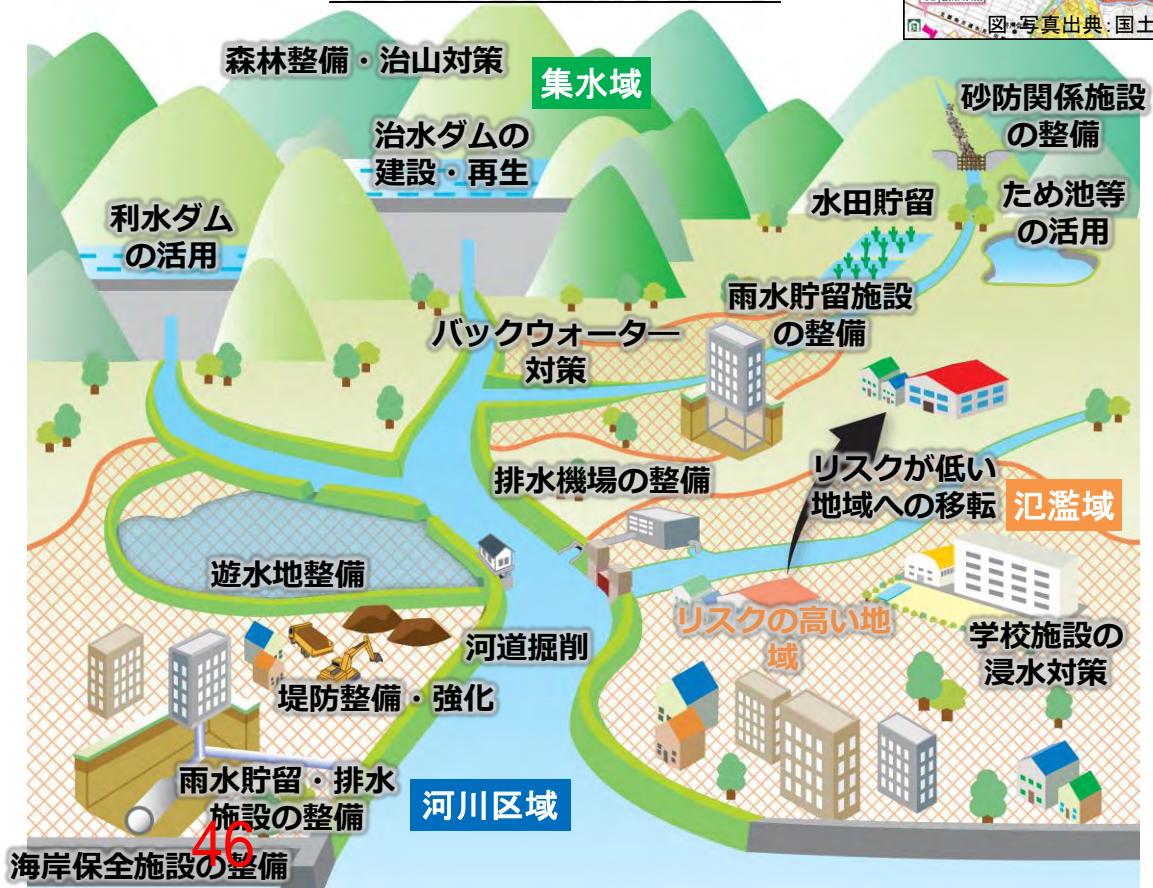 図・写真出典:国土
森林整備・治山対策
集水域
砂防関係施設
の整備
治水ダムの
建設・再生
利水ダム
の活用
水田貯留
ため池等
の活用
雨水貯留施設
の整備
バックウォーター
対策
排水機場の整備
リスクが低い
地域への移転
氾濫域
遊水地整備
リスクの高い地
域
河道掘削
学校施設の
浸水対策
堤防整備・強化
雨水貯留・排水
施設の整備
河川区域
46
海岸保全施設の整備